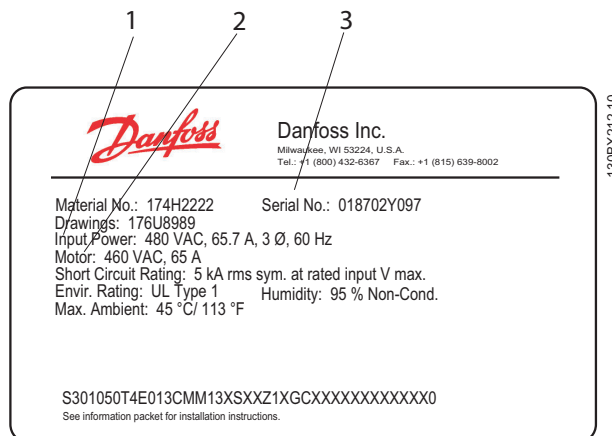 1 2 3
Danfoss
Danfoss Inc.
Milwaukee, WI 53224, U.S.A.
Tel.: +1 (800) 432-6367 Fax.: +1 (815) 639-8002
Material No.: 174H2222 Serial No.: 018702Y097
Drawings: 176U8989
Input Power: 480 VAC, 65.7 A, 3 Ø, 60 Hz
Motor: 460 VAC, 65 A
Short Circuit Rating: 5 kA rms sym. at rated input V max.
Envir. Rating: UL Type 1 Humidity: 95 % Non-Cond.
Max. Ambient: 45 °C/ 113 °F
S301050T4E013CMM13XSXXZ1XGCXXXXXXXXXXXX0
See information packet for installation instructions.